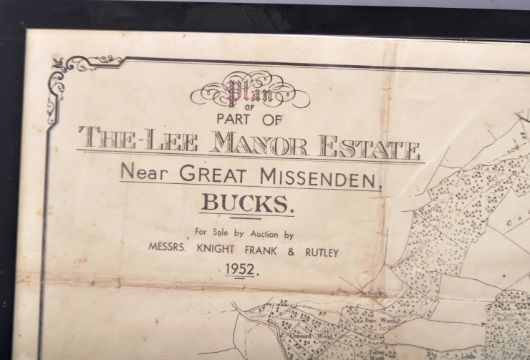 Plan
OF
PART OF
THE LEE MANOR ESTATE
Near GREAT MISSENDEN,
BUCKS.
For Sale by Auction by
MESSRS. KNIGHT FRANK & RUTLEY
1952.
Wood